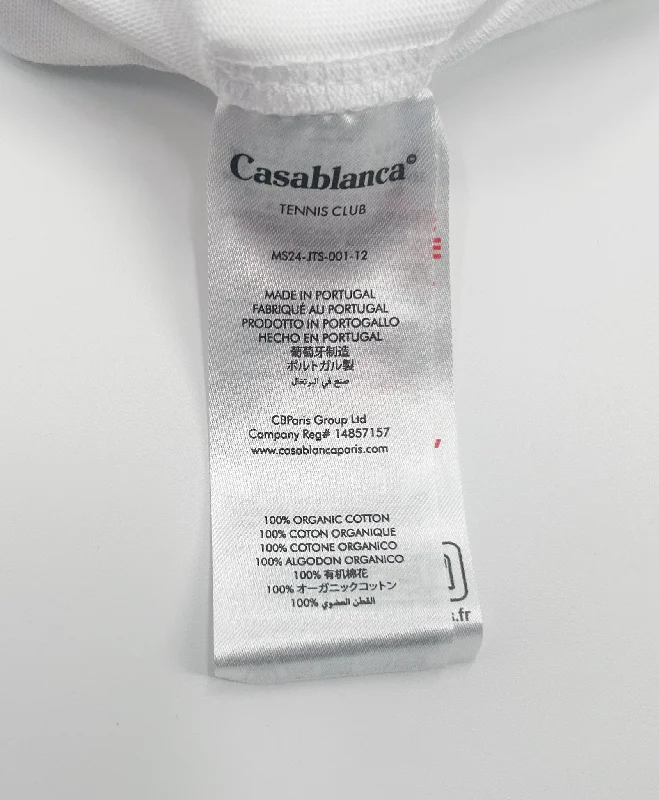 Casablanca®
TENNIS CLUB
MS24-JTS-001-12
MADE IN PORTUGAL
FABRIQUÉ AU PORTUGAL
PRODOTTO IN PORTOGALLO
HECHO EN PORTUGAL
葡萄牙制造
ポルトガル製
صنع في البرتغال
CBParis Group Ltd
Company Reg# 14857157
www.casablancaparis.com
100% ORGANIC COTTON
100% COTON ORGANIQUE
100% COTONE ORGANICO
100% ALGODON ORGANICO
100% 有机棉花
100% オーガニックコットン
100% القطن العضوي
.fr